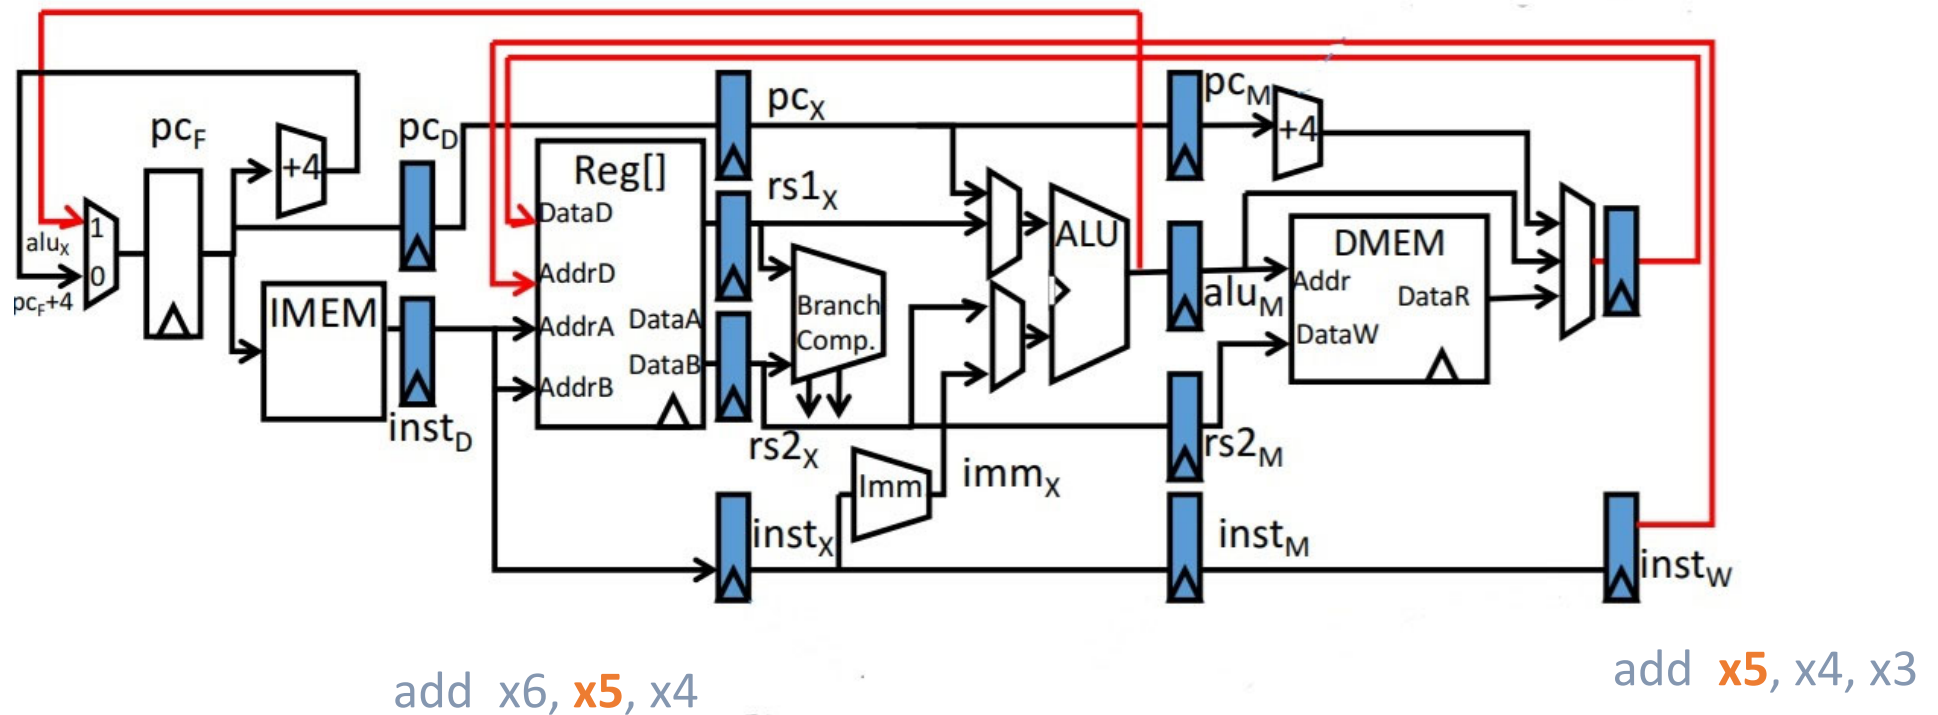 pcF
pcD
pcX
pcM
+4
+4
Reg[]
rs1X
DataD
1
aluX
0
pcF+4
ALU
DMEM
AddrD
Addr
DataR
aluM
IMEM
AddrA
DataA
Branch
Comp.
DataW
DataB
AddrB
instD
rs2X
rs2M
Imm
immX
instX
instM
instW
add x6, x5, x4
add x5, x4, x3